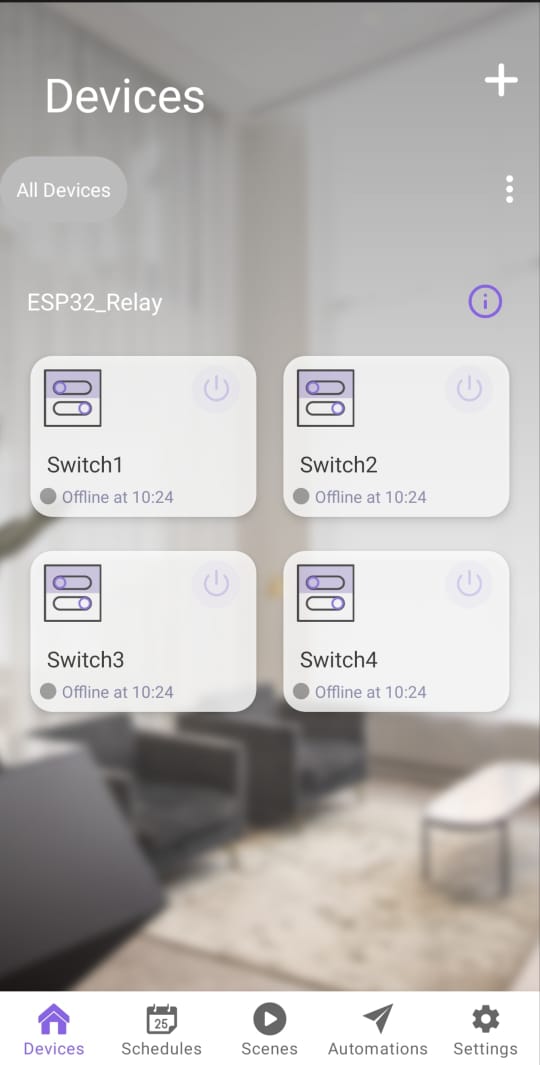 Devices
All Devices
ESP32_Relay
Switch1
Offline at 10:24
Switch2
Offline at 10:24
Switch3
Offline at 10:24
Switch4
Offline at 10:24
25
Devices
Schedules
Scenes
Automations
Settings